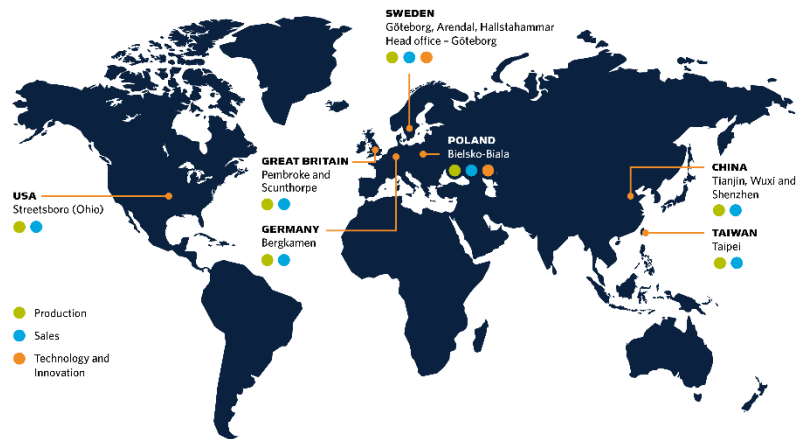 SWEDEN
Göteborg, Arendal, Hallstahammar
Head office – Göteborg
GREAT BRITAIN
Pembroke and
Scunthorpe
POLAND
Bielsko-Biala
CHINA
Tianjin, Wuxi and
Shenzhen
USA
Streetsboro (Ohio)
GERMANY
Bergkamen
TAIWAN
Taipei
Production
Sales
Technology and
Innovation